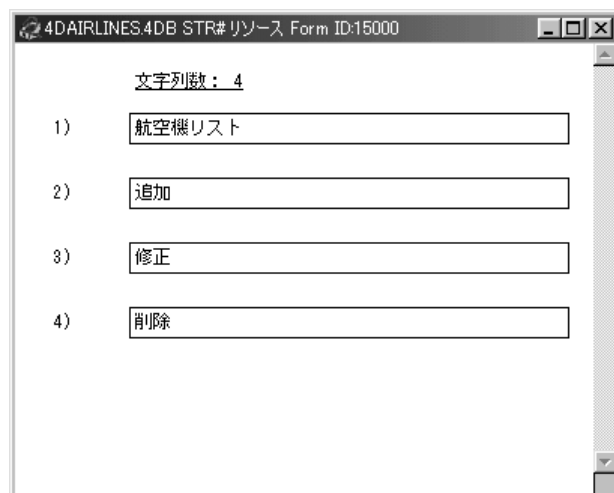 4DAIRLINES.4DB STR#リソース Form ID:15000
文字列数： 4
1) 航空機リスト
2) 追加
3) 修正
4) 削除